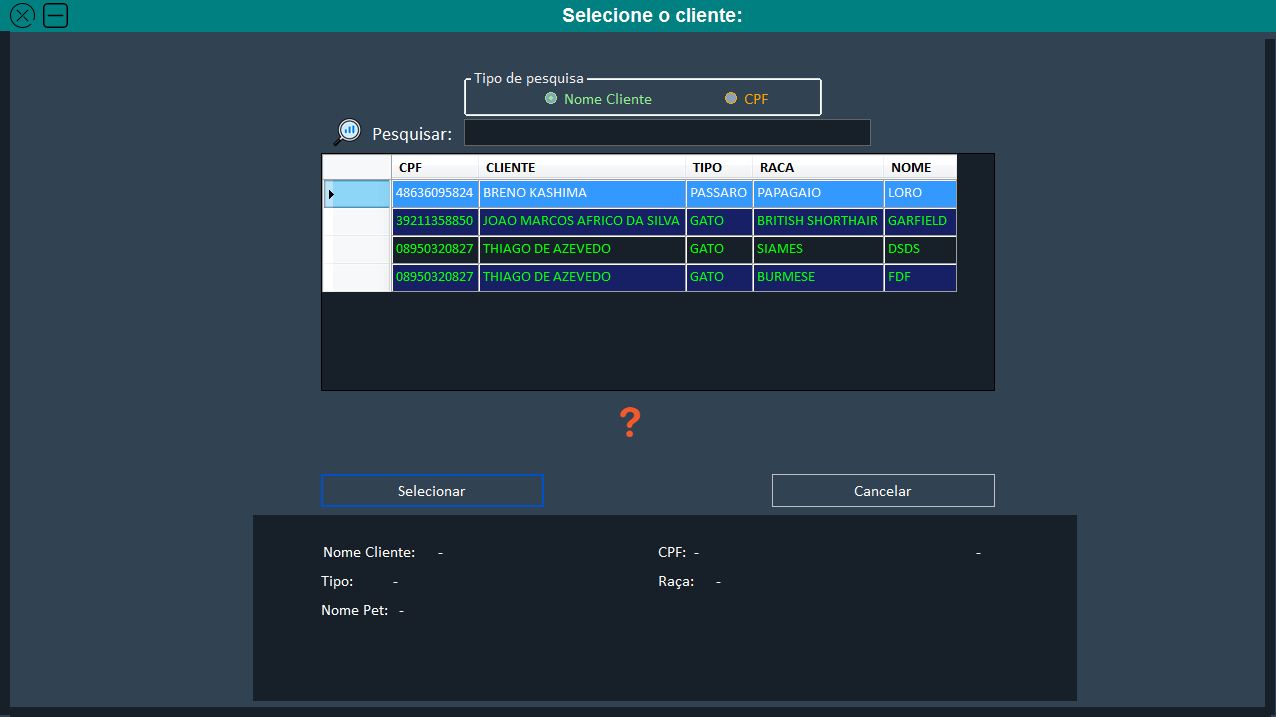 Selecione o cliente:
Tipo de pesquisa
Nome Cliente CPF
Pesquisar:
CPF CLIENTE TIPO RACA NOME
48636095824 BRENO KASHIMA PASSARO PAPAGAIO LORO
39211358850 JOAO MARCOS AFRICO DA SILVA GATO BRITISH SHORTHAIR GARFIELD
08950320827 THIAGO DE AZEVEDO GATO SIAMES DSDS
08950320827 THIAGO DE AZEVEDO GATO BURMESE FDF
?
Selecionar Cancelar
Nome Cliente: - CPF: - -
Tipo: - Raça: -
Nome Pet: -